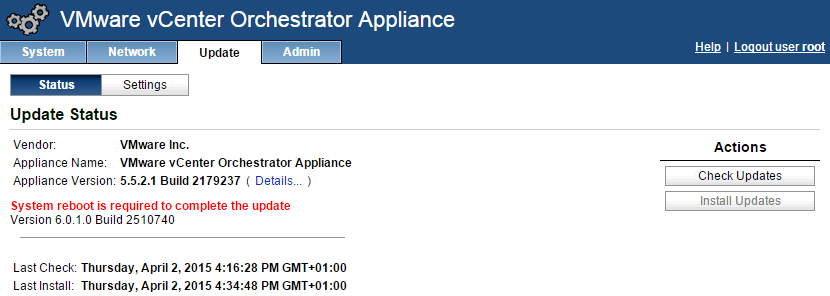 VMware vCenter Orchestrator Appliance
System Network Update Admin Help | Logout user root
Status Settings
Update Status
Vendor: VMware Inc.
Appliance Name: VMware vCenter Orchestrator Appliance
Appliance Version: 5.5.2.1 Build 2179237 ( Details... )
System reboot is required to complete the update
Version 6.0.1.0 Build 2510740
Last Check: Thursday, April 2, 2015 4:16:28 PM GMT+01:00
Last Install: Thursday, April 2, 2015 4:34:48 PM GMT+01:00
Actions
Check Updates
Install Updates